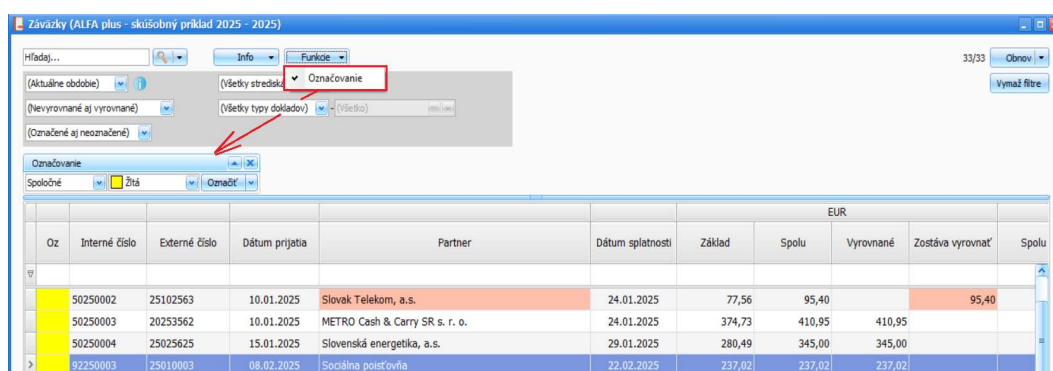 Záväzky (ALFA plus - skúšobný príklad 2025 - 2025)
Hľadaj... Info Funkcie 33/33 Obnov
(Aktuálne obdobie) (Všetky strediská Označovanie Vymaž filtre
(Nevyrovnané aj vyrovnané) (Všetky typy dokladov) - (Všetko)
(Označené aj neoznačené)
Označovanie
Spoločné Žltá Označiť
EUR
Oz Interné číslo Externé číslo Dátum prijatia Partner Dátum splatnosti Základ Spolu Vyrovnané Zostáva vyrovnať Spolu
50250002 25102563 10.01.2025 Slovak Telekom, a.s. 24.01.2025 77,56 95,40 95,40
50250003 20253562 10.01.2025 METRO Cash & Carry SR s. r. o. 24.01.2025 374,73 410,95 410,95
50250004 25025625 15.01.2025 Slovenská energetika, a.s. 29.01.2025 280,49 345,00 345,00
92250003 25010003 08.02.2025 Sociálna poisťovňa 22.02.2025 237,02 237,02 237,02